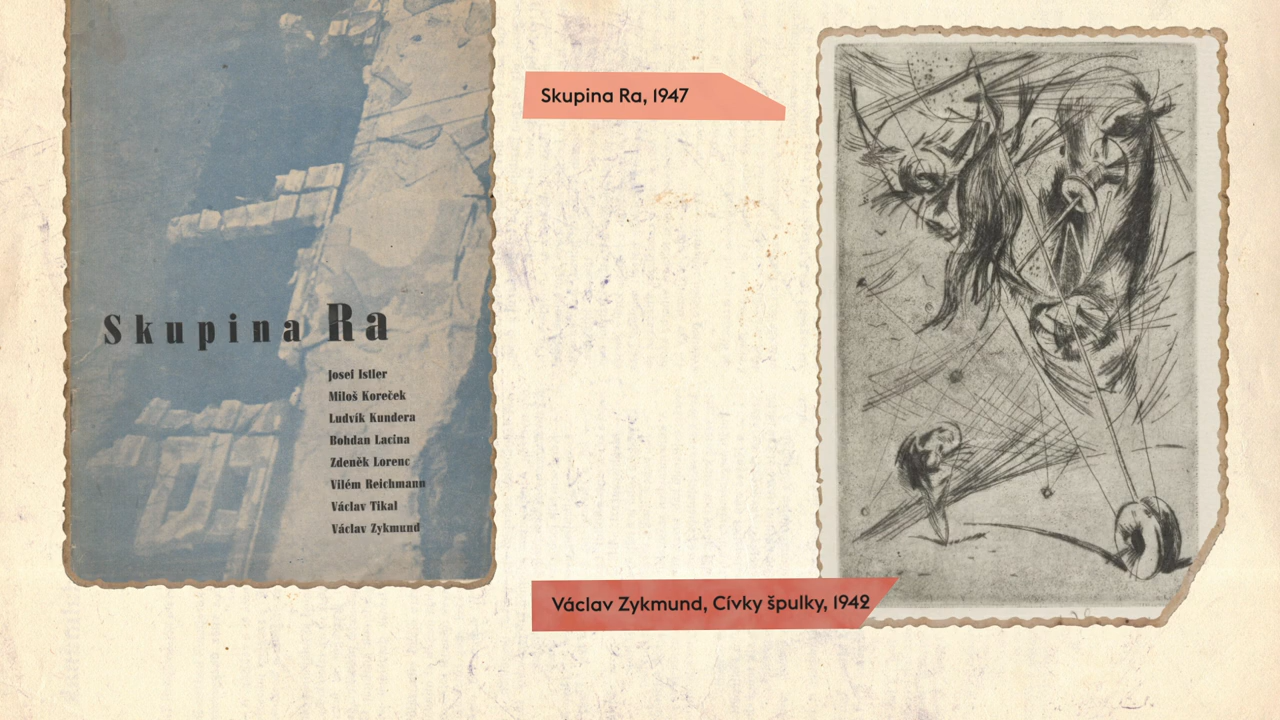 Skupina Ra, 1947
Skupina Ra
Josef Istler
Miloš Koreček
Ludvík Kundera
Bohdan Lacina
Zdeněk Lorenc
Vilém Reichmann
Václav Tikal
Václav Zykmund
Václav Zykmund, Cívky špulky, 1942